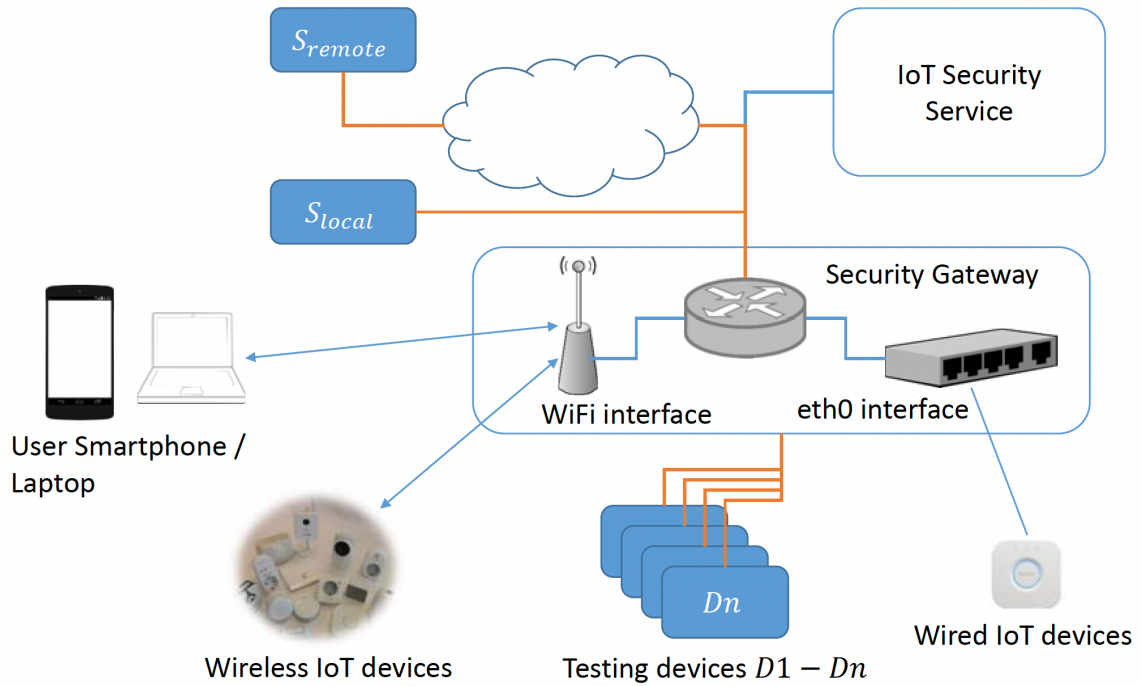 S_remote
IoT Security
Service
S_local
Security Gateway
WiFi interface
eth0 interface
User Smartphone /
Laptop
Dn
Wireless IoT devices
Testing devices D1 − Dn
Wired IoT devices